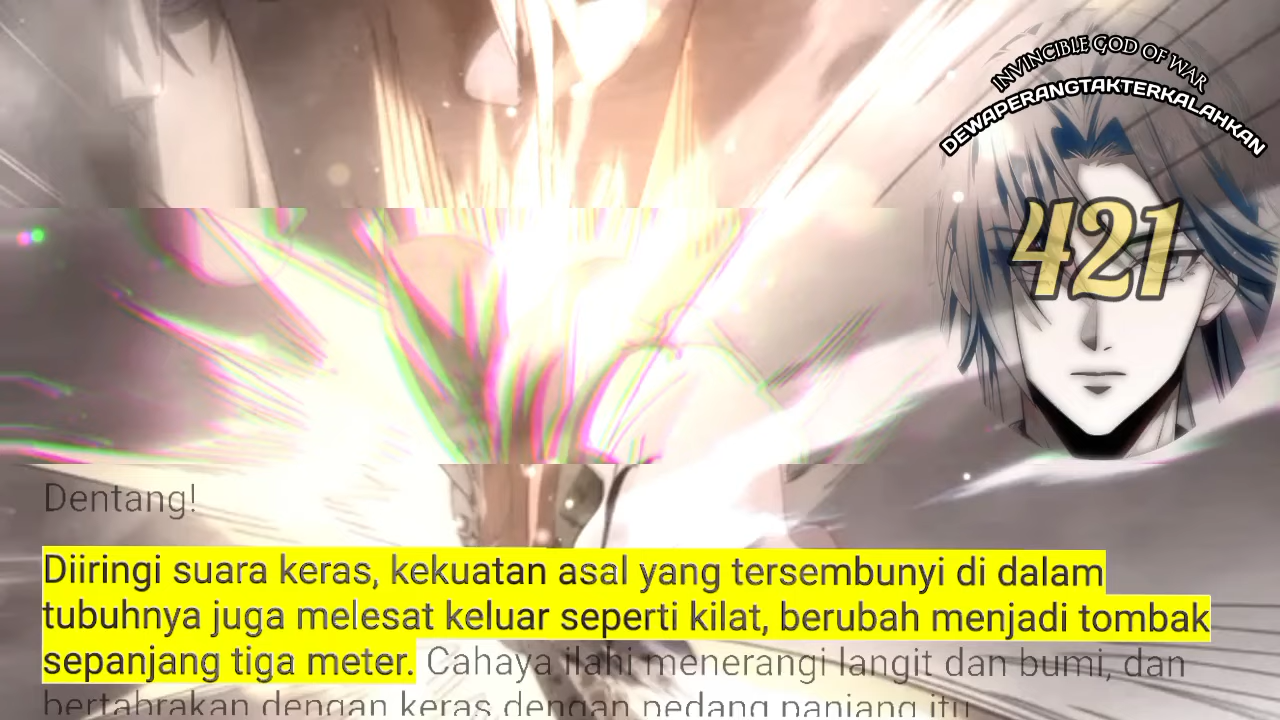 INVINCIBLE GOD OF WAR
DEWAPERANGTAKTERKALAHKAN
421
Dentang!
Diiringi suara keras, kekuatan asal yang tersembunyi di dalam
tubuhnya juga melesat keluar seperti kilat, berubah menjadi tombak
sepanjang tiga meter. Cahaya ilahi menerangi langit dan bumi, dan
bertabrakan dengan keras dengan pedang panjang itu